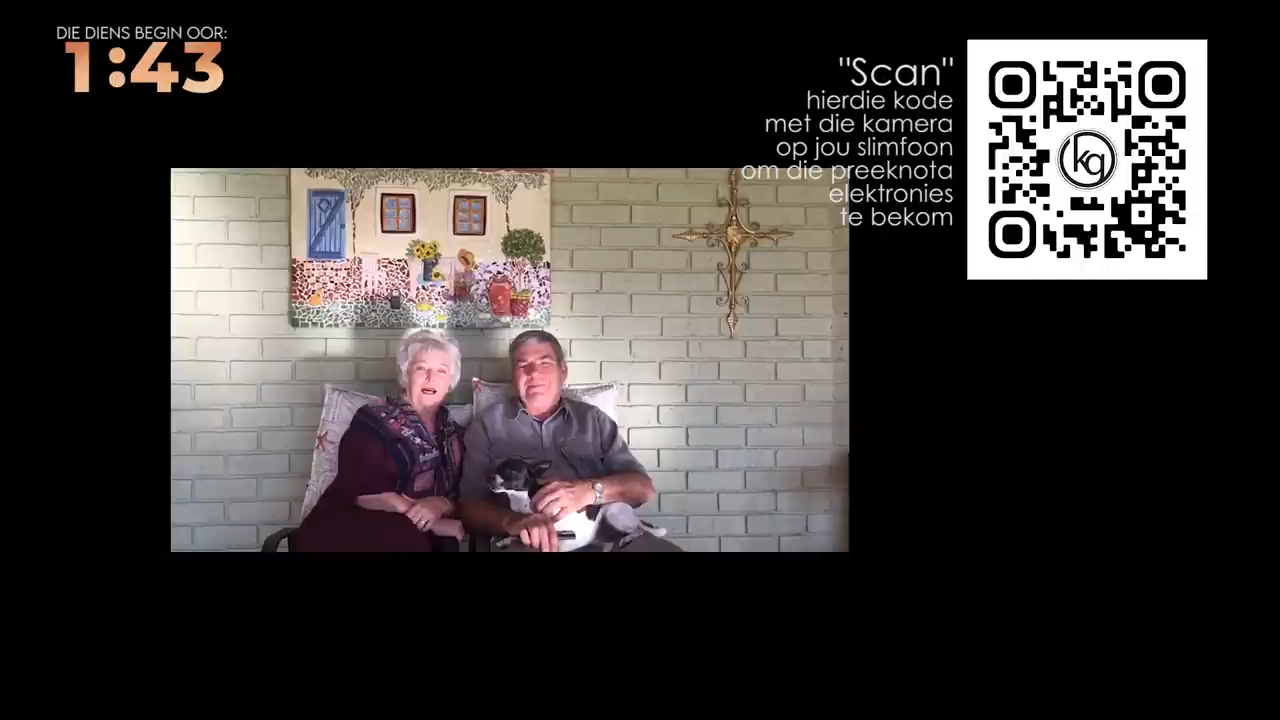 DIE DIENS BEGIN OOR:
1:43
"Scan"
hierdie kode
met die kamera
op jou slimfoon
om die preeknota
elektronies
te bekom
kg